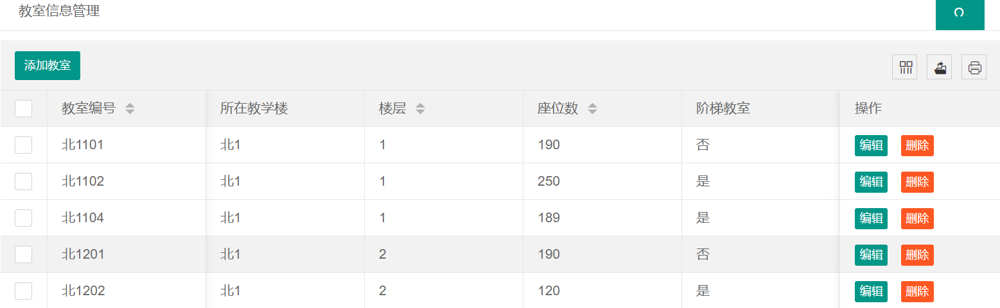 教室信息管理
添加教室
教室编号 所在教学楼 楼层 座位数 阶梯教室 操作
北1101 北1 1 190 否 编辑 删除
北1102 北1 1 250 是 编辑 删除
北1104 北1 1 189 是 编辑 删除
北1201 北1 2 190 否 编辑 删除
北1202 北1 2 120 是 编辑 删除